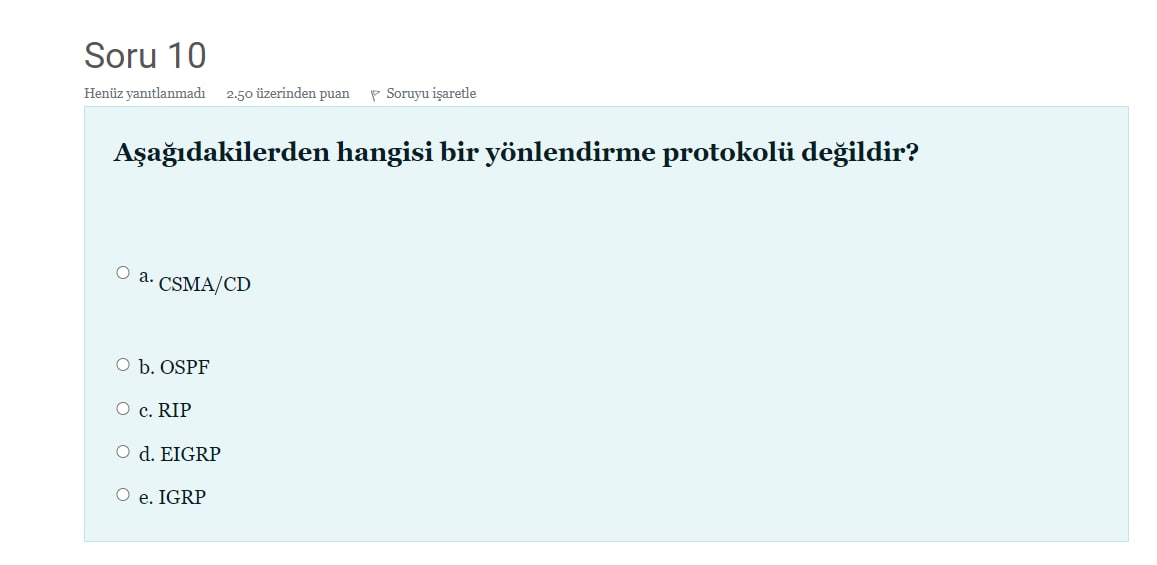 Soru 10
Henüz yanıtlanmadı 2.50 üzerinden puan Soruyu işaretle
Aşağıdakilerden hangisi bir yönlendirme protokolü değildir?
a. CSMA/CD
b. OSPF
c. RIP
d. EIGRP
e. IGRP